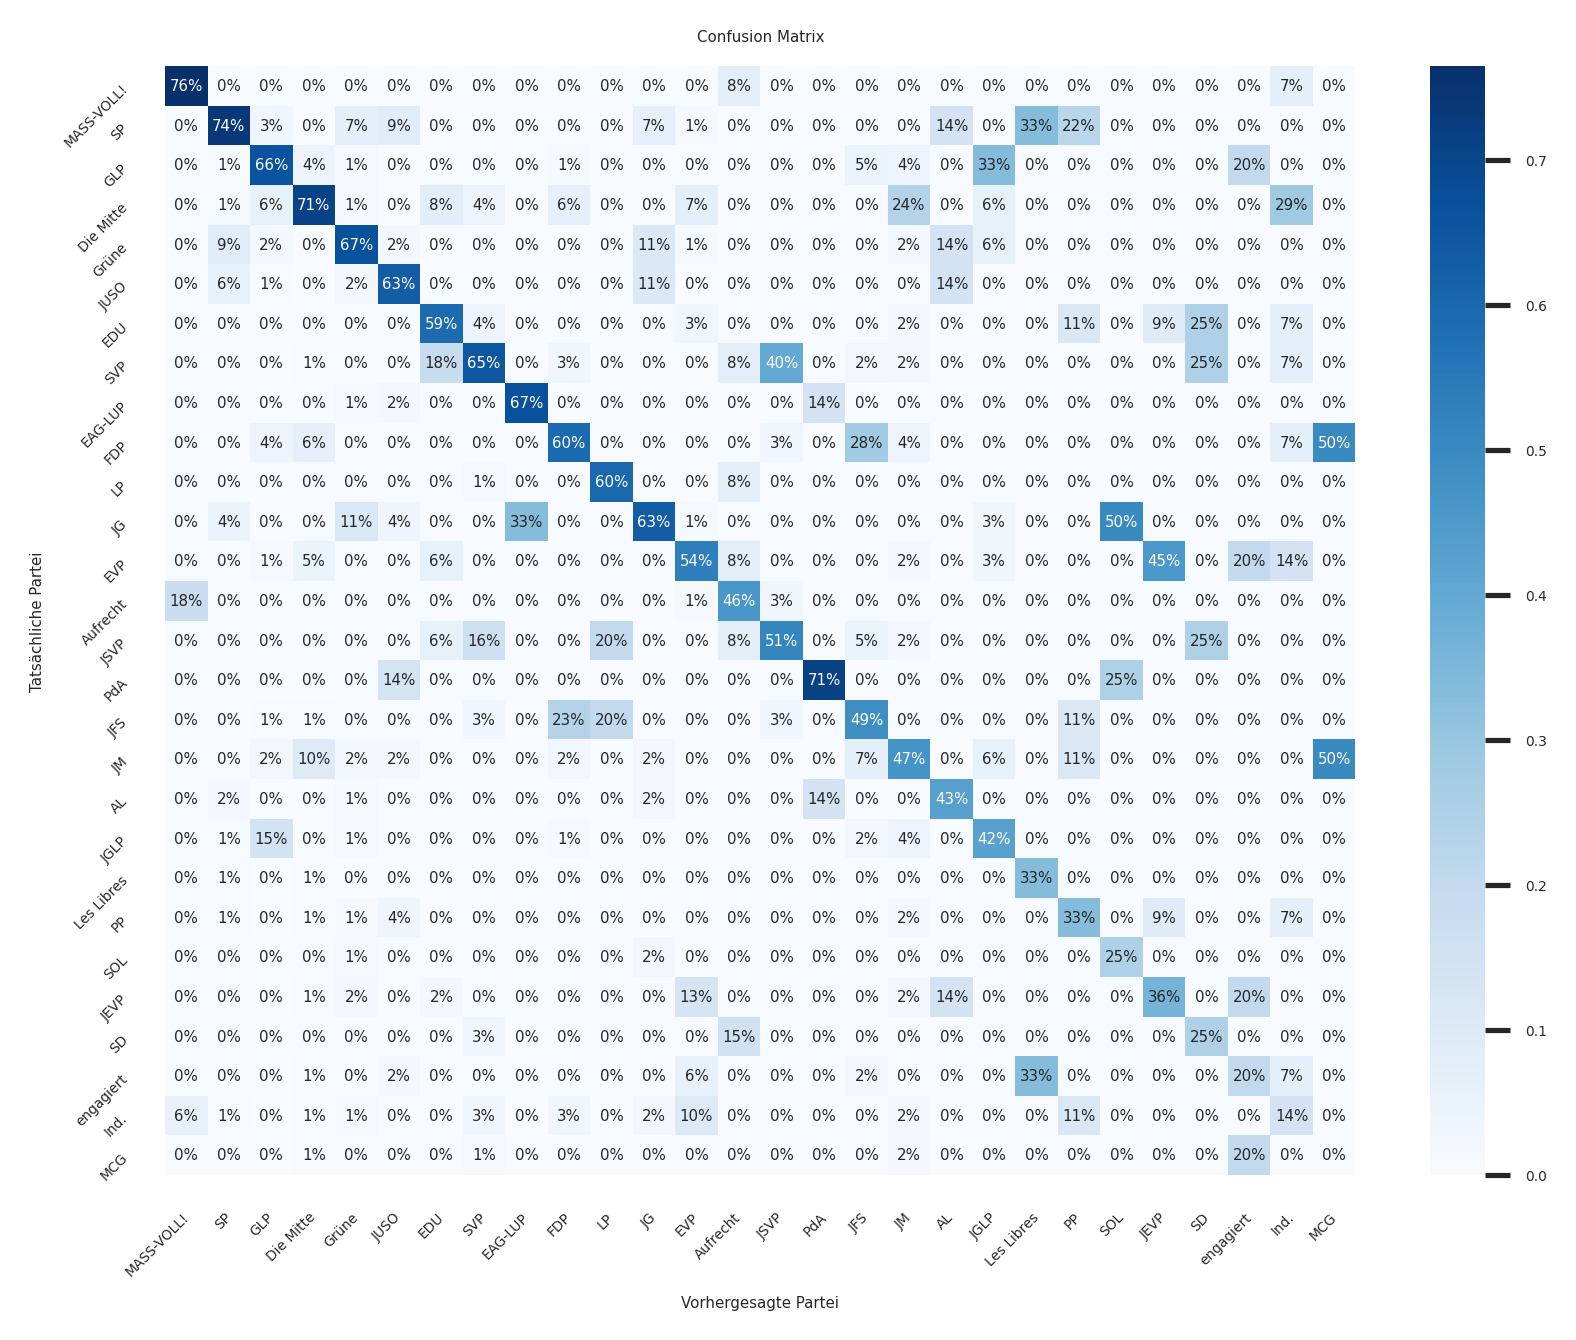 Confusion Matrix
MASS-VOLL! 76% 0% 0% 0% 0% 0% 0% 0% 0% 0% 0% 0% 0% 8% 0% 0% 0% 0% 0% 0% 0% 0% 0% 0% 0% 0% 7% 0%
SP 0% 74% 3% 0% 7% 9% 0% 0% 0% 0% 0% 7% 1% 0% 0% 0% 0% 0% 14% 0% 33% 22% 0% 0% 0% 0% 0% 0%
GLP 0% 1% 66% 4% 1% 0% 0% 0% 0% 1% 0% 0% 0% 0% 0% 0% 5% 4% 0% 33% 0% 0% 0% 0% 0% 20% 0% 0%
Die Mitte 0% 1% 6% 71% 1% 0% 8% 4% 0% 6% 0% 0% 7% 0% 0% 0% 0% 24% 0% 6% 0% 0% 0% 0% 0% 0% 29% 0%
Grüne 0% 9% 2% 0% 67% 2% 0% 0% 0% 0% 0% 11% 1% 0% 0% 0% 0% 2% 14% 6% 0% 0% 0% 0% 0% 0% 0% 0%
JUSO 0% 6% 1% 0% 2% 63% 0% 0% 0% 0% 0% 11% 0% 0% 0% 0% 0% 0% 14% 0% 0% 0% 0% 0% 0% 0% 0% 0%
EDU 0% 0% 0% 0% 0% 0% 59% 4% 0% 0% 0% 0% 3% 0% 0% 0% 0% 2% 0% 0% 0% 11% 0% 9% 25% 0% 7% 0%
SVP 0% 0% 0% 1% 0% 0% 18% 65% 0% 3% 0% 0% 0% 8% 40% 0% 2% 2% 0% 0% 0% 0% 0% 0% 25% 0% 7% 0%
EAG-LUP 0% 0% 0% 0% 1% 2% 0% 0% 67% 0% 0% 0% 0% 0% 0% 14% 0% 0% 0% 0% 0% 0% 0% 0% 0% 0% 0% 0%
FDP 0% 0% 4% 6% 0% 0% 0% 0% 0% 60% 0% 0% 0% 0% 3% 0% 28% 4% 0% 0% 0% 0% 0% 0% 0% 0% 7% 50%
LP 0% 0% 0% 0% 0% 0% 0% 1% 0% 0% 60% 0% 0% 8% 0% 0% 0% 0% 0% 0% 0% 0% 0% 0% 0% 0% 0% 0%
JG 0% 4% 0% 0% 11% 4% 0% 0% 33% 0% 0% 63% 1% 0% 0% 0% 0% 0% 0% 3% 0% 0% 50% 0% 0% 0% 0% 0%
EVP 0% 0% 1% 5% 0% 0% 6% 0% 0% 0% 0% 0% 54% 8% 0% 0% 0% 2% 0% 3% 0% 0% 0% 45% 0% 20% 14% 0%
Aufrecht 18% 0% 0% 0% 0% 0% 0% 0% 0% 0% 0% 0% 1% 46% 3% 0% 0% 0% 0% 0% 0% 0% 0% 0% 0% 0% 0% 0%
JSVP 0% 0% 0% 0% 0% 0% 6% 16% 0% 0% 20% 0% 0% 8% 51% 0% 5% 2% 0% 0% 0% 0% 0% 0% 25% 0% 0% 0%
PdA 0% 0% 0% 0% 0% 14% 0% 0% 0% 0% 0% 0% 0% 0% 0% 71% 0% 0% 0% 0% 0% 0% 25% 0% 0% 0% 0% 0%
JFS 0% 0% 1% 1% 0% 0% 0% 3% 0% 23% 20% 0% 0% 0% 3% 0% 49% 0% 0% 0% 0% 11% 0% 0% 0% 0% 0% 0%
JM 0% 0% 2% 10% 2% 2% 0% 0% 0% 2% 0% 2% 0% 0% 0% 0% 7% 47% 0% 6% 0% 11% 0% 0% 0% 0% 0% 50%
AL 0% 2% 0% 0% 1% 0% 0% 0% 0% 0% 0% 2% 0% 0% 0% 14% 0% 0% 43% 0% 0% 0% 0% 0% 0% 0% 0% 0%
JGLP 0% 1% 15% 0% 1% 0% 0% 0% 0% 1% 0% 0% 0% 0% 0% 0% 2% 4% 0% 42% 0% 0% 0% 0% 0% 0% 0% 0%
Les Libres 0% 1% 0% 1% 0% 0% 0% 0% 0% 0% 0% 0% 0% 0% 0% 0% 0% 0% 0% 0% 33% 0% 0% 0% 0% 0% 0% 0%
PP 0% 1% 0% 1% 1% 4% 0% 0% 0% 0% 0% 0% 0% 0% 0% 0% 0% 2% 0% 0% 0% 33% 0% 9% 0% 0% 7% 0%
SOL 0% 0% 0% 0% 1% 0% 0% 0% 0% 0% 0% 2% 0% 0% 0% 0% 0% 0% 0% 0% 0% 0% 25% 0% 0% 0% 0% 0%
JEVP 0% 0% 0% 1% 2% 0% 2% 0% 0% 0% 0% 0% 13% 0% 0% 0% 0% 2% 14% 0% 0% 0% 0% 36% 0% 20% 0% 0%
SD 0% 0% 0% 0% 0% 0% 0% 3% 0% 0% 0% 0% 0% 15% 0% 0% 0% 0% 0% 0% 0% 0% 0% 0% 25% 0% 0% 0%
engagiert 0% 0% 0% 1% 0% 2% 0% 0% 0% 0% 0% 0% 6% 0% 0% 0% 2% 0% 0% 0% 33% 0% 0% 0% 0% 20% 7% 0%
Ind. 6% 1% 0% 1% 1% 0% 0% 3% 0% 3% 0% 2% 10% 0% 0% 0% 0% 2% 0% 0% 0% 11% 0% 0% 0% 0% 14% 0%
MCG 0% 0% 0% 1% 0% 0% 0% 1% 0% 0% 0% 0% 0% 0% 0% 0% 0% 2% 0% 0% 0% 0% 0% 0% 0% 20% 0% 0%
MASS-VOLL! SP GLP Die Mitte Grüne JUSO EDU SVP EAG-LUP FDP LP JG EVP Aufrecht JSVP PdA JFS JM AL JGLP Les Libres PP SOL JEVP SD engagiert Ind. MCG
Vorhergesagte Partei
Tatsächliche Partei
0.7
0.6
0.5
0.4
0.3
0.2
0.1
0.0